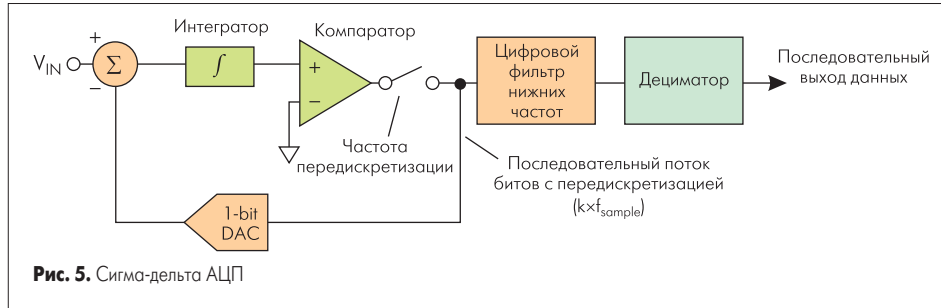 Интегратор
Компаратор
V_IN
+
−
Σ
∫
+
−
Цифровой
фильтр
нижних
частот
Дециматор
Последовательный
выход данных
Частота
передискретизации
Последовательный поток
битов с передискретизацией
(k×f_sample)
1-bit
DAC
Рис. 5. Сигма-дельта АЦП